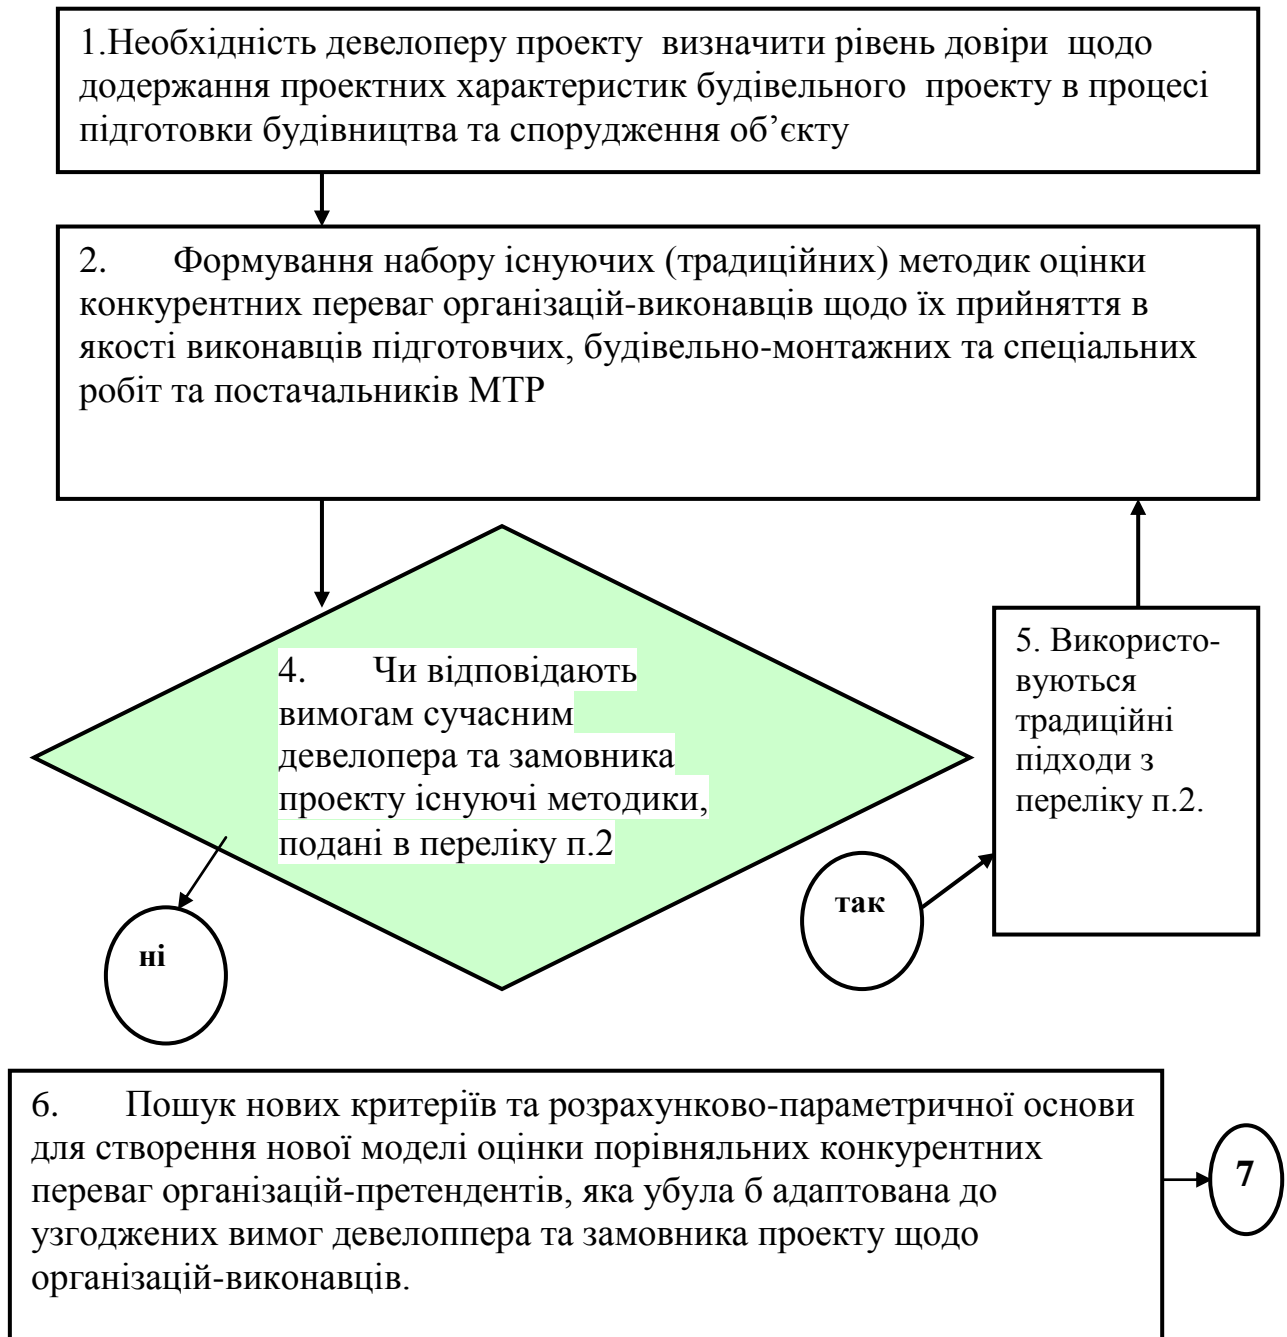 1.Необхідність девелоперу проекту визначити рівень довіри щодо
додержання проектних характеристик будівельного проекту в процесі
підготовки будівництва та спорудження об’єкту
2. Формування набору існуючих (традиційних) методик оцінки
конкурентних переваг організацій-виконавців щодо їх прийняття в
якості виконавців підготовчих, будівельно-монтажних та спеціальних
робіт та постачальників МТР
4. Чи відповідають
вимогам сучасним
девелопера та замовника
проекту існуючі методики,
подані в переліку п.2
5. Використо-
вуються
традиційні
підходи з
переліку п.2.
так
ні
6. Пошук нових критеріїв та розрахунково-параметричної основи
для створення нової моделі оцінки порівняльних конкурентних
переваг організацій-претендентів, яка убула б адаптована до
узгоджених вимог девелоппера та замовника проекту щодо
організацій-виконавців.
7